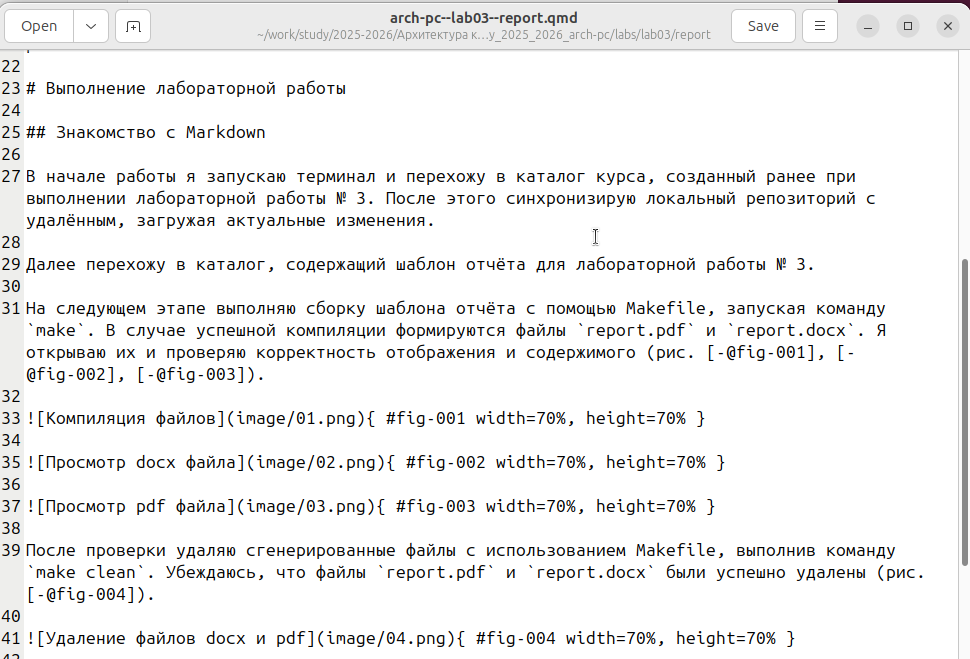 Open
arch-pc--lab03--report.qmd
~/work/study/2025-2026/Архитектура к…y_2025_2026_arch-pc/labs/lab03/report
Save
22
23 # Выполнение лабораторной работы
24
25 ## Знакомство с Markdown
26
27 В начале работы я запускаю терминал и перехожу в каталог курса, созданный ранее при
выполнении лабораторной работы № 3. После этого синхронизирую локальный репозиторий с
удалённым, загружая актуальные изменения.
28
29 Далее перехожу в каталог, содержащий шаблон отчёта для лабораторной работы № 3.
30
31 На следующем этапе выполняю сборку шаблона отчёта с помощью Makefile, запуская команду
`make`. В случае успешной компиляции формируются файлы `report.pdf` и `report.docx`. Я
открываю их и проверяю корректность отображения и содержимого (рис. [-@fig-001], [-
@fig-002], [-@fig-003]).
32
33 ![Компиляция файлов](image/01.png){ #fig-001 width=70%, height=70% }
34
35 ![Просмотр docx файла](image/02.png){ #fig-002 width=70%, height=70% }
36
37 ![Просмотр pdf файла](image/03.png){ #fig-003 width=70%, height=70% }
38
39 После проверки удаляю сгенерированные файлы с использованием Makefile, выполнив команду
`make clean`. Убеждаюсь, что файлы `report.pdf` и `report.docx` были успешно удалены (рис.
[-@fig-004]).
40
41 ![Удаление файлов docx и pdf](image/04.png){ #fig-004 width=70%, height=70% }